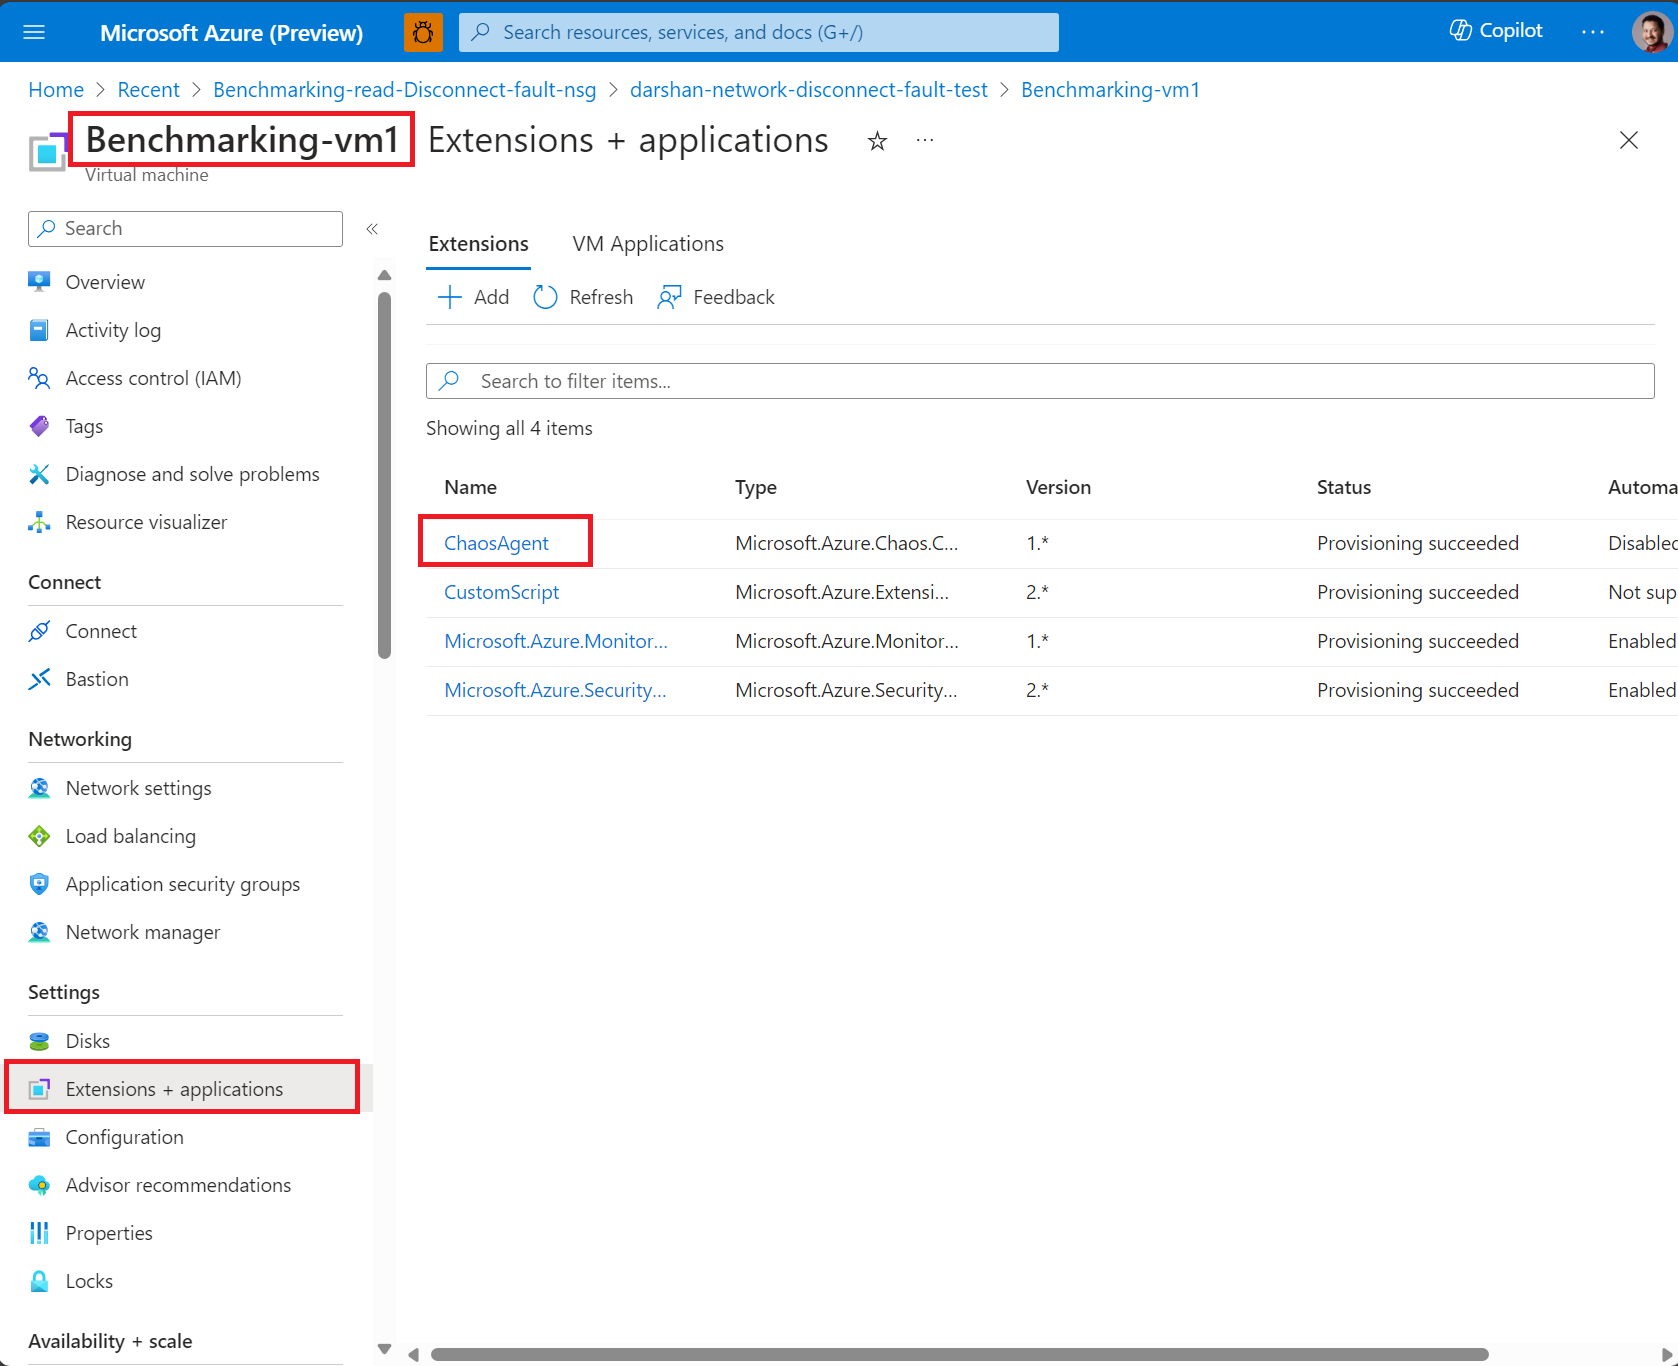 Microsoft Azure (Preview)
Search resources, services, and docs (G+/)
Copilot
Home > Recent > Benchmarking-read-Disconnect-fault-nsg > darshan-network-disconnect-fault-test > Benchmarking-vm1
Benchmarking-vm1 Extensions + applications
Virtual machine
Search
Overview
Activity log
Access control (IAM)
Tags
Diagnose and solve problems
Resource visualizer
Connect
Connect
Bastion
Networking
Network settings
Load balancing
Application security groups
Network manager
Settings
Disks
Extensions + applications
Configuration
Advisor recommendations
Properties
Locks
Availability + scale
Extensions VM Applications
Add Refresh Feedback
Search to filter items...
Showing all 4 items
Name Type Version Status Automa
ChaosAgent Microsoft.Azure.Chaos.C... 1.* Provisioning succeeded Disabled
CustomScript Microsoft.Azure.Extensi... 2.* Provisioning succeeded Not sup
Microsoft.Azure.Monitor... Microsoft.Azure.Monitor... 1.* Provisioning succeeded Enabled
Microsoft.Azure.Security... Microsoft.Azure.Security... 2.* Provisioning succeeded Enabled